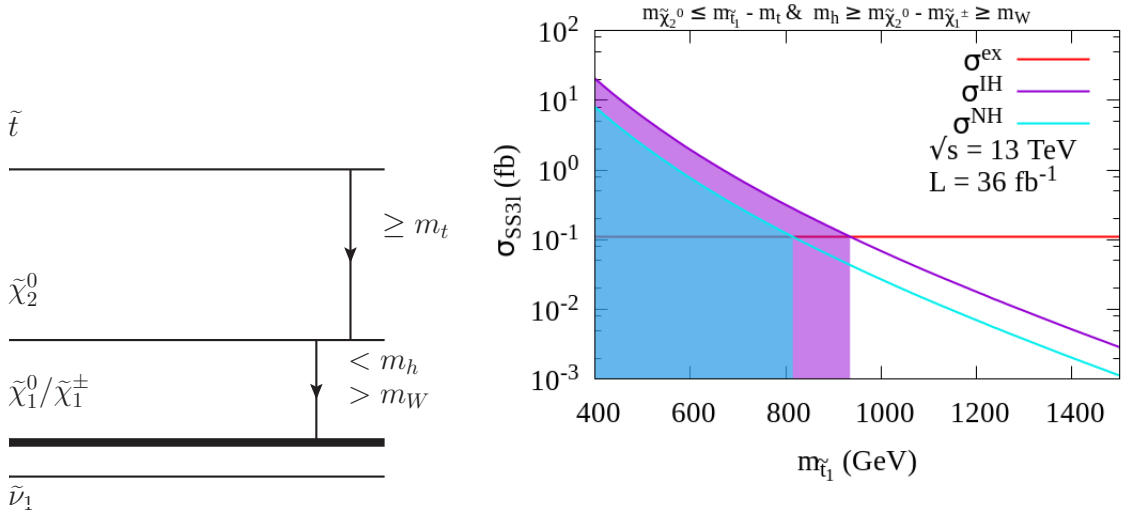 t̃
≥ m_t
χ̃⁰₂
< m_h
> m_W
χ̃⁰₁/χ̃±₁
ν̃₁
m_χ̃₂⁰ ≤ m_t̃₁ - m_t & m_h ≥ m_χ̃₂⁰ - m_χ̃₁± ≥ m_W
σ_SS3l (fb)
10²
10¹
10⁰
10⁻¹
10⁻²
10⁻³
σ^ex
σ^IH
σ^NH
√s = 13 TeV
L = 36 fb⁻¹
400 600 800 1000 1200 1400
m_t̃₁ (GeV)